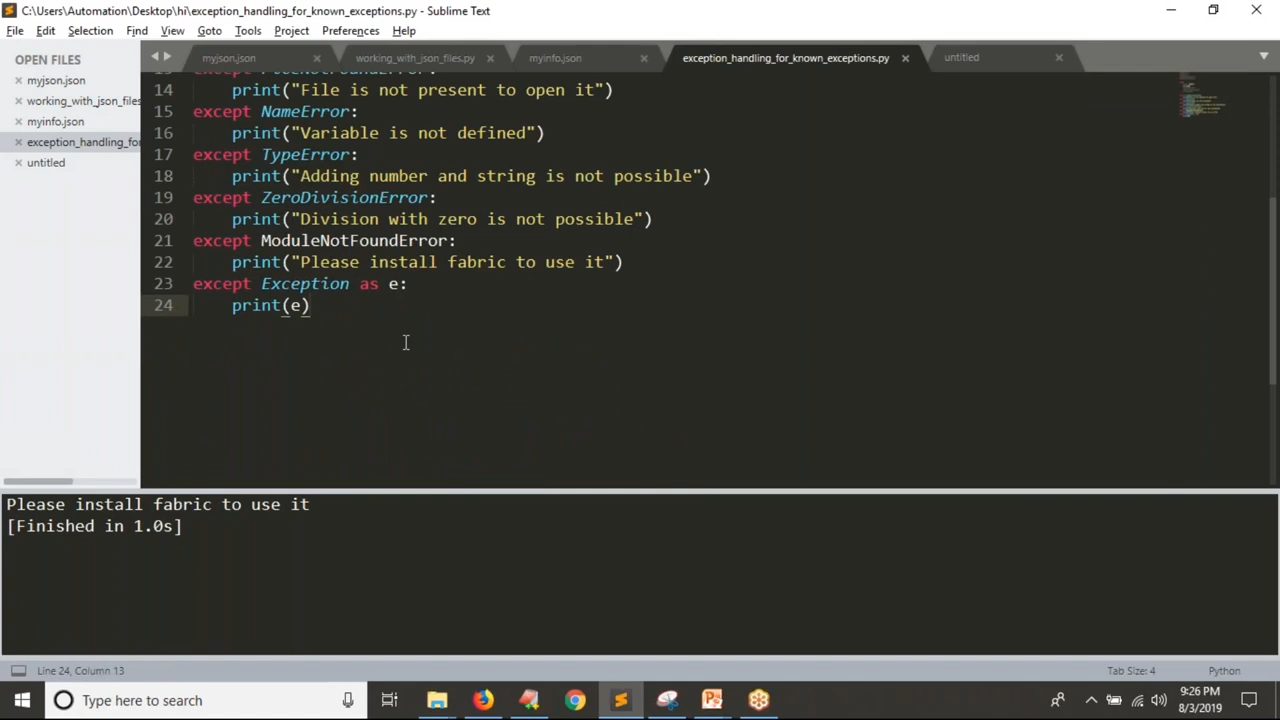 C:\Users\Automation\Desktop\hi\exception_handling_for_known_exceptions.py - Sublime Text
File Edit Selection Find View Goto Tools Project Preferences Help
OPEN FILES
myjson.json
working_with_json_files
myinfo.json
exception_handling_for
untitled
myjson.json working_with_json_files.py myinfo.json exception_handling_for_known_exceptions.py untitled
13 except FileNotFoundError:
14 print("File is not present to open it")
15 except NameError:
16 print("Variable is not defined")
17 except TypeError:
18 print("Adding number and string is not possible")
19 except ZeroDivisionError:
20 print("Division with zero is not possible")
21 except ModuleNotFoundError:
22 print("Please install fabric to use it")
23 except Exception as e:
24 print(e)
Please install fabric to use it
[Finished in 1.0s]
Line 24, Column 13 Tab Size: 4 Python
Type here to search
9:26 PM
8/3/2019